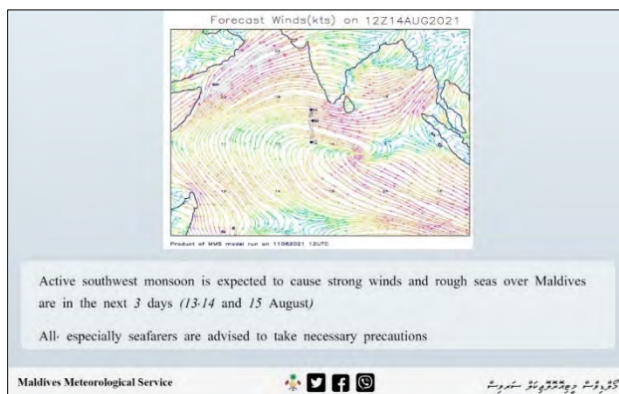 Forecast Winds(kts) on 12Z14AUG2021
Product of MMS model run on 11082021 12UTC
Active southwest monsoon is expected to cause strong winds and rough seas over Maldives
are in the next 3 days (13-14 and 15 August)
All- especially seafarers are advised to take necessary precautions
Maldives Meteorological Service
މޯލްޑިވްސް މީޓިއޮރޮލޮޖިކަލް ސަރވިސް